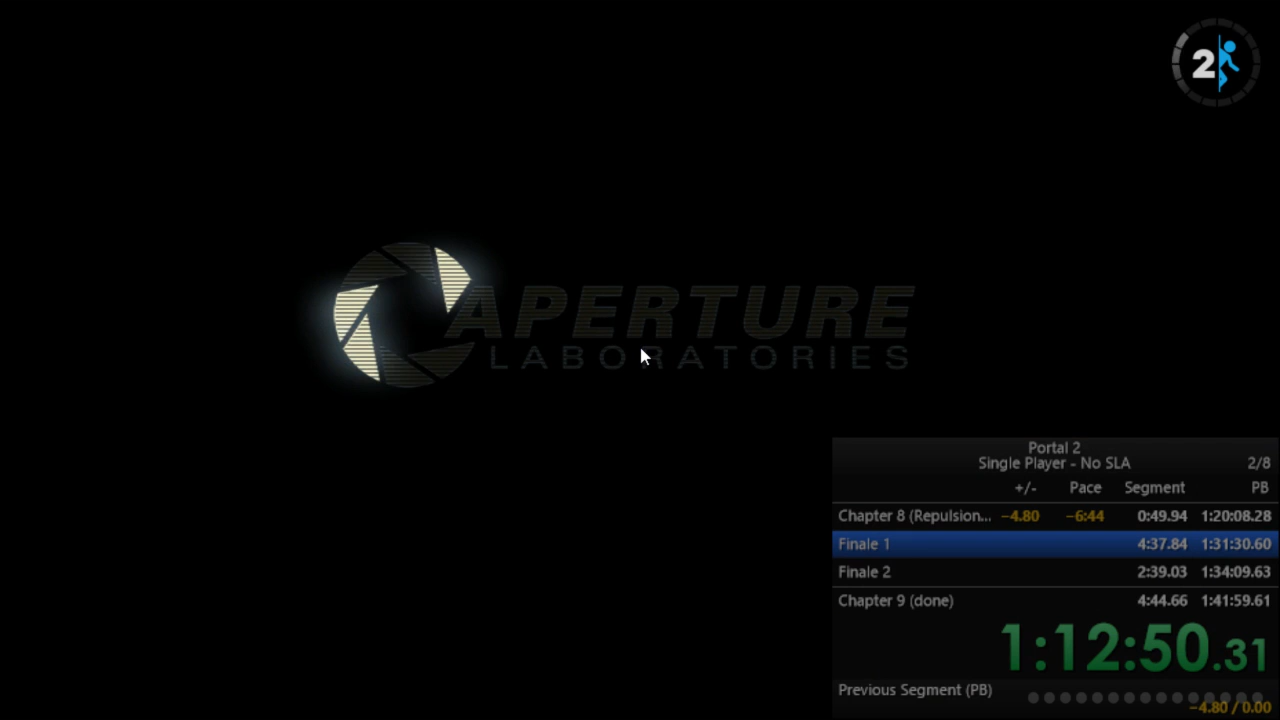 2
APERTURE
LABORATORIES
Portal 2
Single Player - No SLA 2/8
+/- Pace Segment PB
Chapter 8 (Repulsion... −4.80 −6:44 0:49.94 1:20:08.28
Finale 1 4:37.84 1:31:30.60
Finale 2 2:39.03 1:34:09.63
Chapter 9 (done) 4:44.66 1:41:59.61
1:12:50.31
Previous Segment (PB)
−4.80 / 0.00